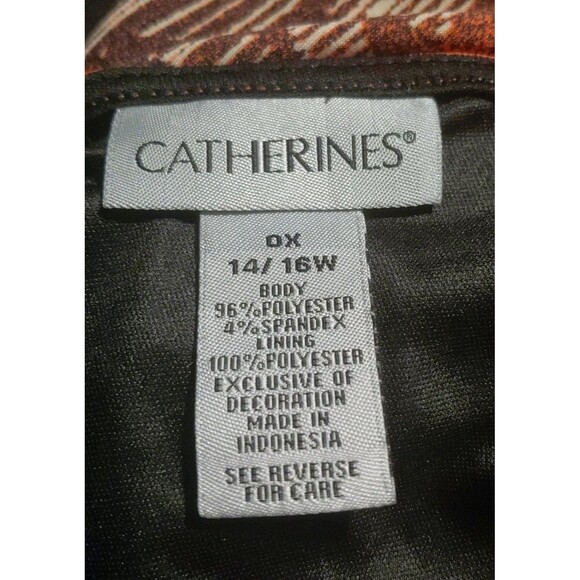 CATHERINES®
0X
14/16W
BODY
96%POLYESTER
4%SPANDEX
LINING
100%POLYESTER
EXCLUSIVE OF
DECORATION
MADE IN
INDONESIA
SEE REVERSE
FOR CARE